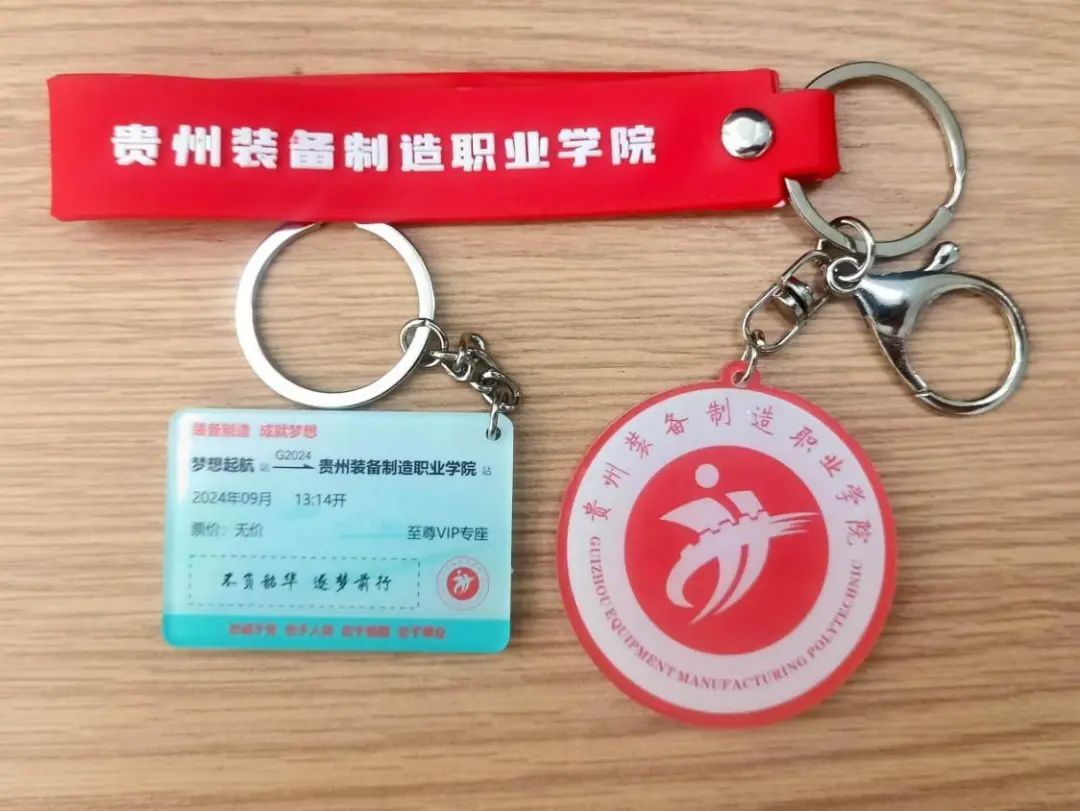 贵州装备制造职业学院
装备制造 成就梦想
G2024
梦想起航 站 贵州装备制造职业学院 站
2024年09月 13:14开
票价：无价 至尊VIP专座
不负韶华 逐梦前行
贵州装备制造职业学院
GUIZHOU EQUIPMENT MANUFACTURING POLYTECHNIC